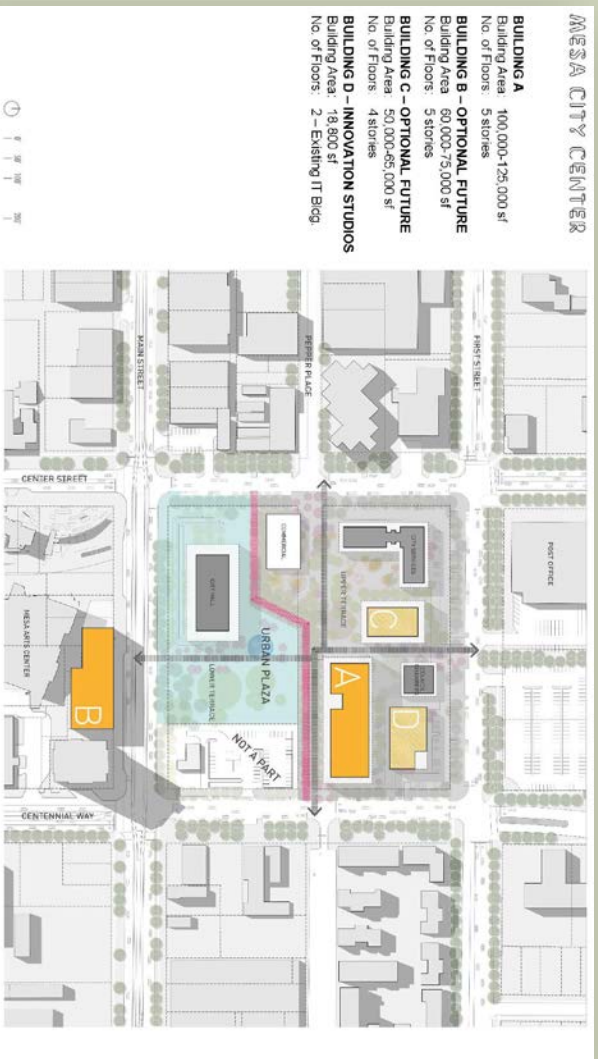 MESA CITY CENTER
BUILDING A
Building Area: 100,000-125,000 sf
No. of Floors: 5 stories
BUILDING B – OPTIONAL FUTURE
Building Area 60,000-75,000 sf
No. of Floors: 5 stories
BUILDING C – OPTIONAL FUTURE
Building Area: 50,000-65,000 sf
No. of Floors: 4 stories
BUILDING D – INNOVATION STUDIOS
Building Area: 18,800 sf
No. of Floors: 2 – Existing IT Bldg.
FIRST STREET
PEPPER PLACE
MAIN STREET
CENTER STREET
POST OFFICE
CITY SERVICES
COMMERCIAL
UPPER TERRACE
C
CITY HALL
URBAN PLAZA
LOWER TERRACE
A
D
NOT A PART
MESA ARTS CENTER
B
CENTENNIAL WAY